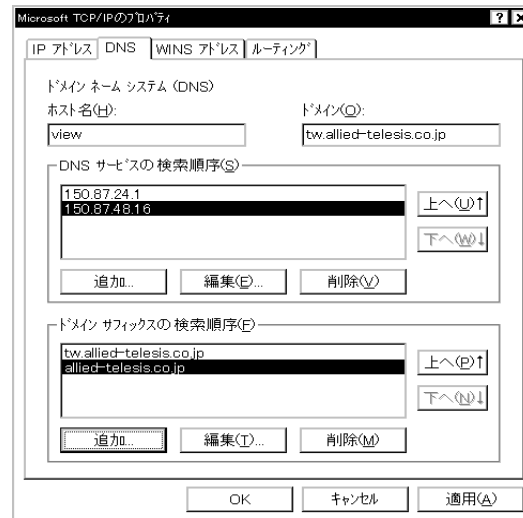 Microsoft TCP/IPのﾌﾟﾛﾊﾟﾃｨ
IP ｱﾄﾞﾚｽ DNS WINS ｱﾄﾞﾚｽ ﾙｰﾃｨﾝｸﾞ
ﾄﾞﾒｲﾝ ﾈｰﾑ ｼｽﾃﾑ (DNS)
ﾎｽﾄ名(H): ﾄﾞﾒｲﾝ(O):
view tw.allied-telesis.co.jp
DNS ｻｰﾋﾞｽの検索順序(S)
150.87.24.1
150.87.48.16
上へ(U)↑
下へ(W)↓
追加... 編集(E)... 削除(V)
ﾄﾞﾒｲﾝ ｻﾌｨｯｸｽの検索順序(F)
tw.allied-telesis.co.jp
allied-telesis.co.jp
上へ(P)↑
下へ(N)↓
追加... 編集(T)... 削除(M)
OK ｷｬﾝｾﾙ 適用(A)